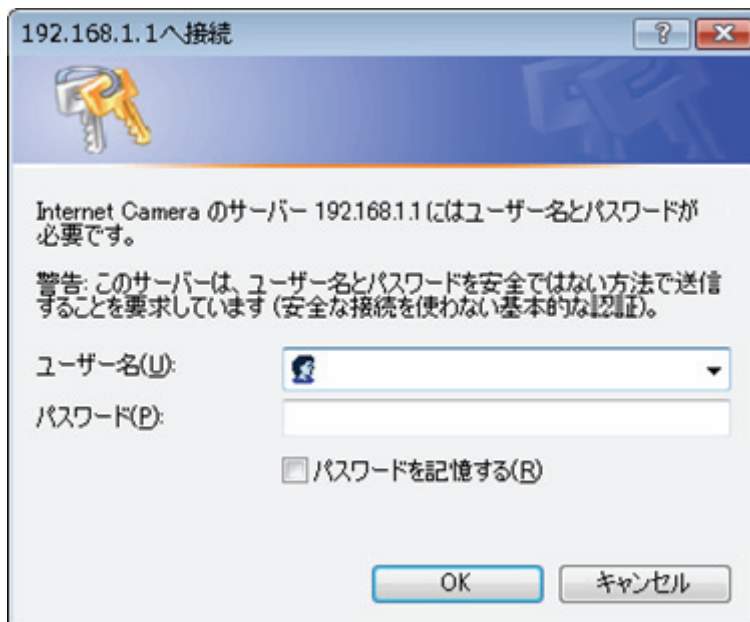 192.168.1.1へ接続
Internet Camera のサーバー 192.168.1.1 にはユーザー名とパスワードが
必要です。
警告: このサーバーは、ユーザー名とパスワードを安全ではない方法で送信
することを要求しています (安全な接続を使わない基本的な認証)。
ユーザー名(U):
パスワード(P):
パスワードを記憶する(R)
OK キャンセル